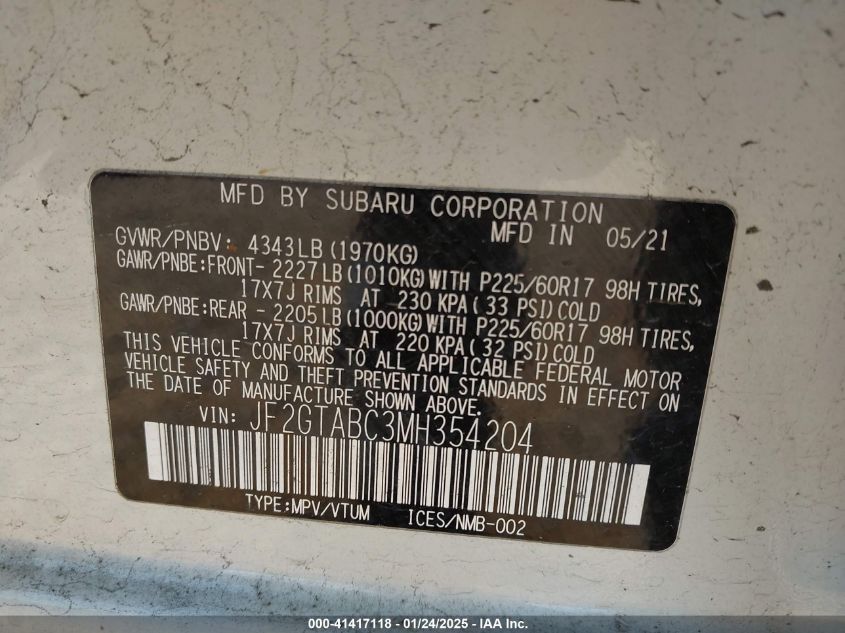 MFD BY SUBARU CORPORATION
MFD IN 05/21
GVWR/PNBV: 4343LB(1970KG)
GAWR/PNBE:FRONT- 2227LB(1010KG)WITH P225/60R17 98H TIRES,
17X7J RIMS AT 230 KPA(33 PSI)COLD
GAWR/PNBE:REAR - 2205LB(1000KG)WITH P225/60R17 98H TIRES,
17X7J RIMS AT 220 KPA(32 PSI)COLD
THIS VEHICLE CONFORMS TO ALL APPLICABLE FEDERAL MOTOR
VEHICLE SAFETY AND THEFT PREVENTION STANDARDS IN EFFECT ON
THE DATE OF MANUFACTURE SHOWN ABOVE.
VIN: JF2GTABC3MH354204
TYPE:MPV/VTUM ICES/NMB-002
000-41417118 - 01/24/2025 - IAA Inc.